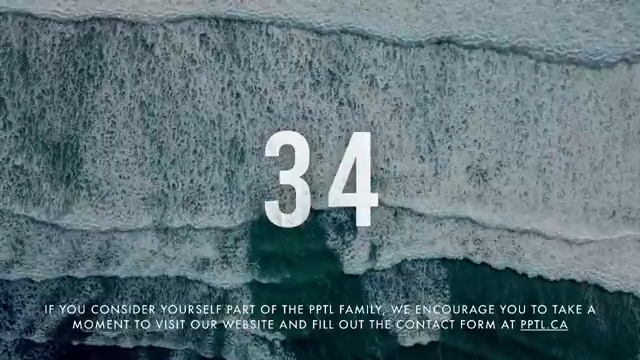 34
IF YOU CONSIDER YOURSELF PART OF THE PPTL FAMILY, WE ENCOURAGE YOU TO TAKE A
MOMENT TO VISIT OUR WEBSITE AND FILL OUT THE CONTACT FORM AT PPTL.CA